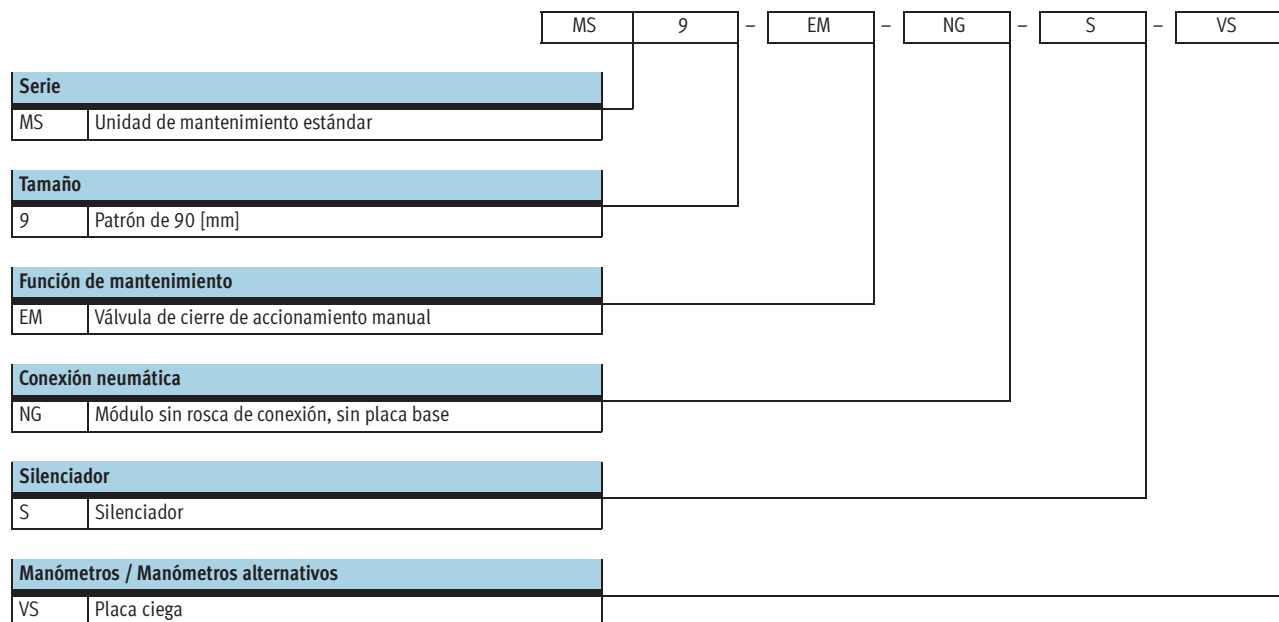 MS 9 – EM – NG – S – VS
Serie
MS Unidad de mantenimiento estándar
Tamaño
9 Patrón de 90 [mm]
Función de mantenimiento
EM Válvula de cierre de accionamiento manual
Conexión neumática
NG Módulo sin rosca de conexión, sin placa base
Silenciador
S Silenciador
Manómetros / Manómetros alternativos
VS Placa ciega